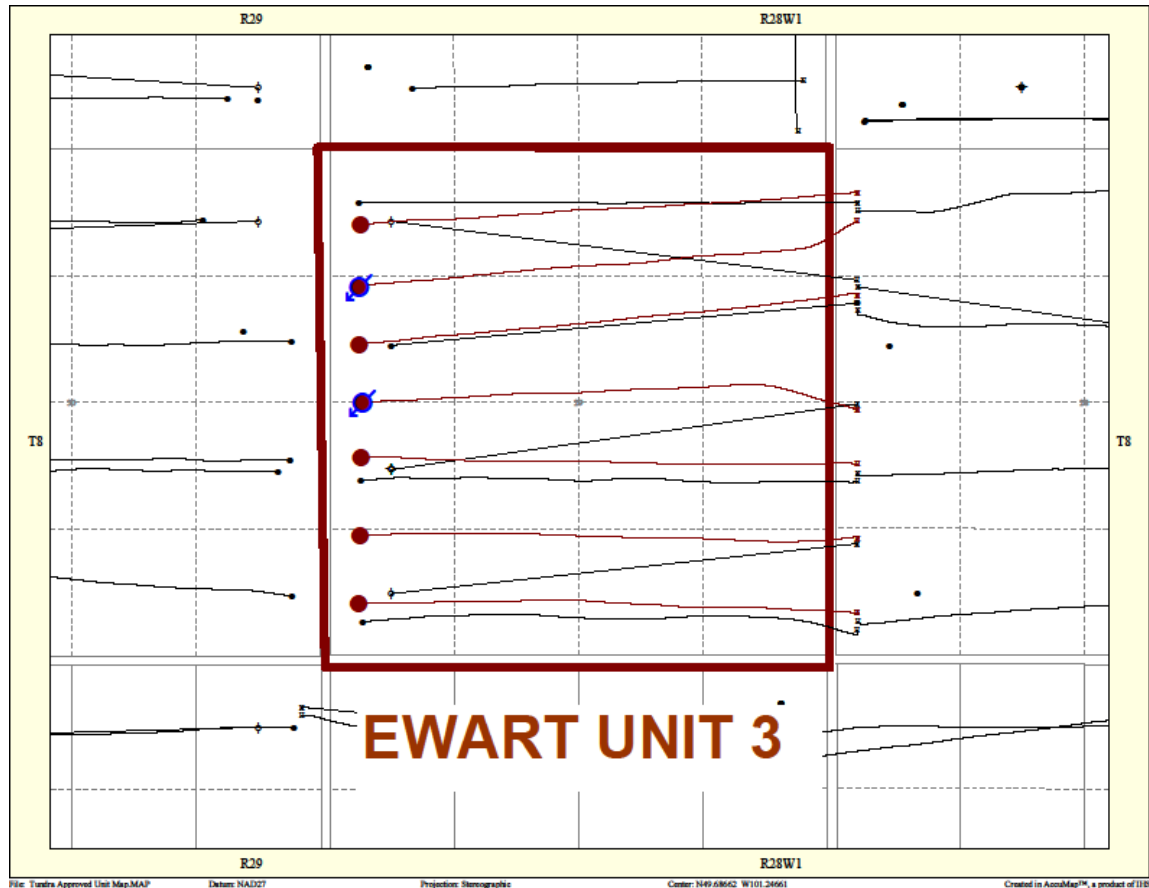 R29 R28W1
T8 T8
EWART UNIT 3
R29 R28W1
File: Tundra Approved Unit Map.MAP Datum: NAD27 Projection: Stereographic Center: N49.68662 W101.24661 Created in AccuMap™, a product of IHS